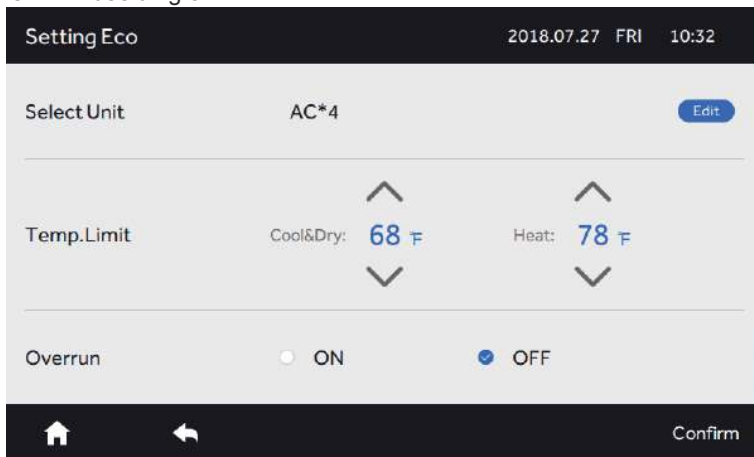 Setting Eco 2018.07.27 FRI 10:32
Select Unit AC*4 Edit
Temp.Limit Cool&Dry: 68 °F Heat: 78 °F
Overrun ON OFF
Confirm